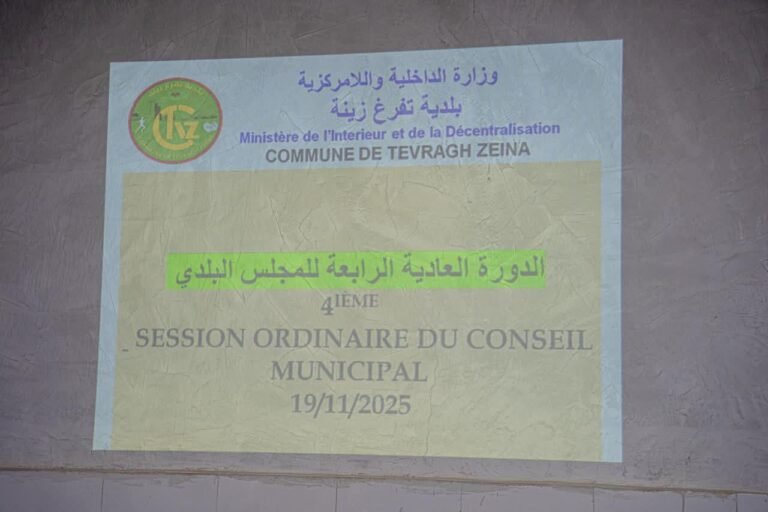 وزارة الداخلية واللامركزية
بلدية تفرغ زينة
Ministère de l'Interieur et de la Décentralisation
COMMUNE DE TEVRAGH ZEINA
الدورة العادية الرابعة للمجلس البلدي
4IÈME
_ SESSION ORDINAIRE DU CONSEIL
MUNICIPAL
19/11/2025